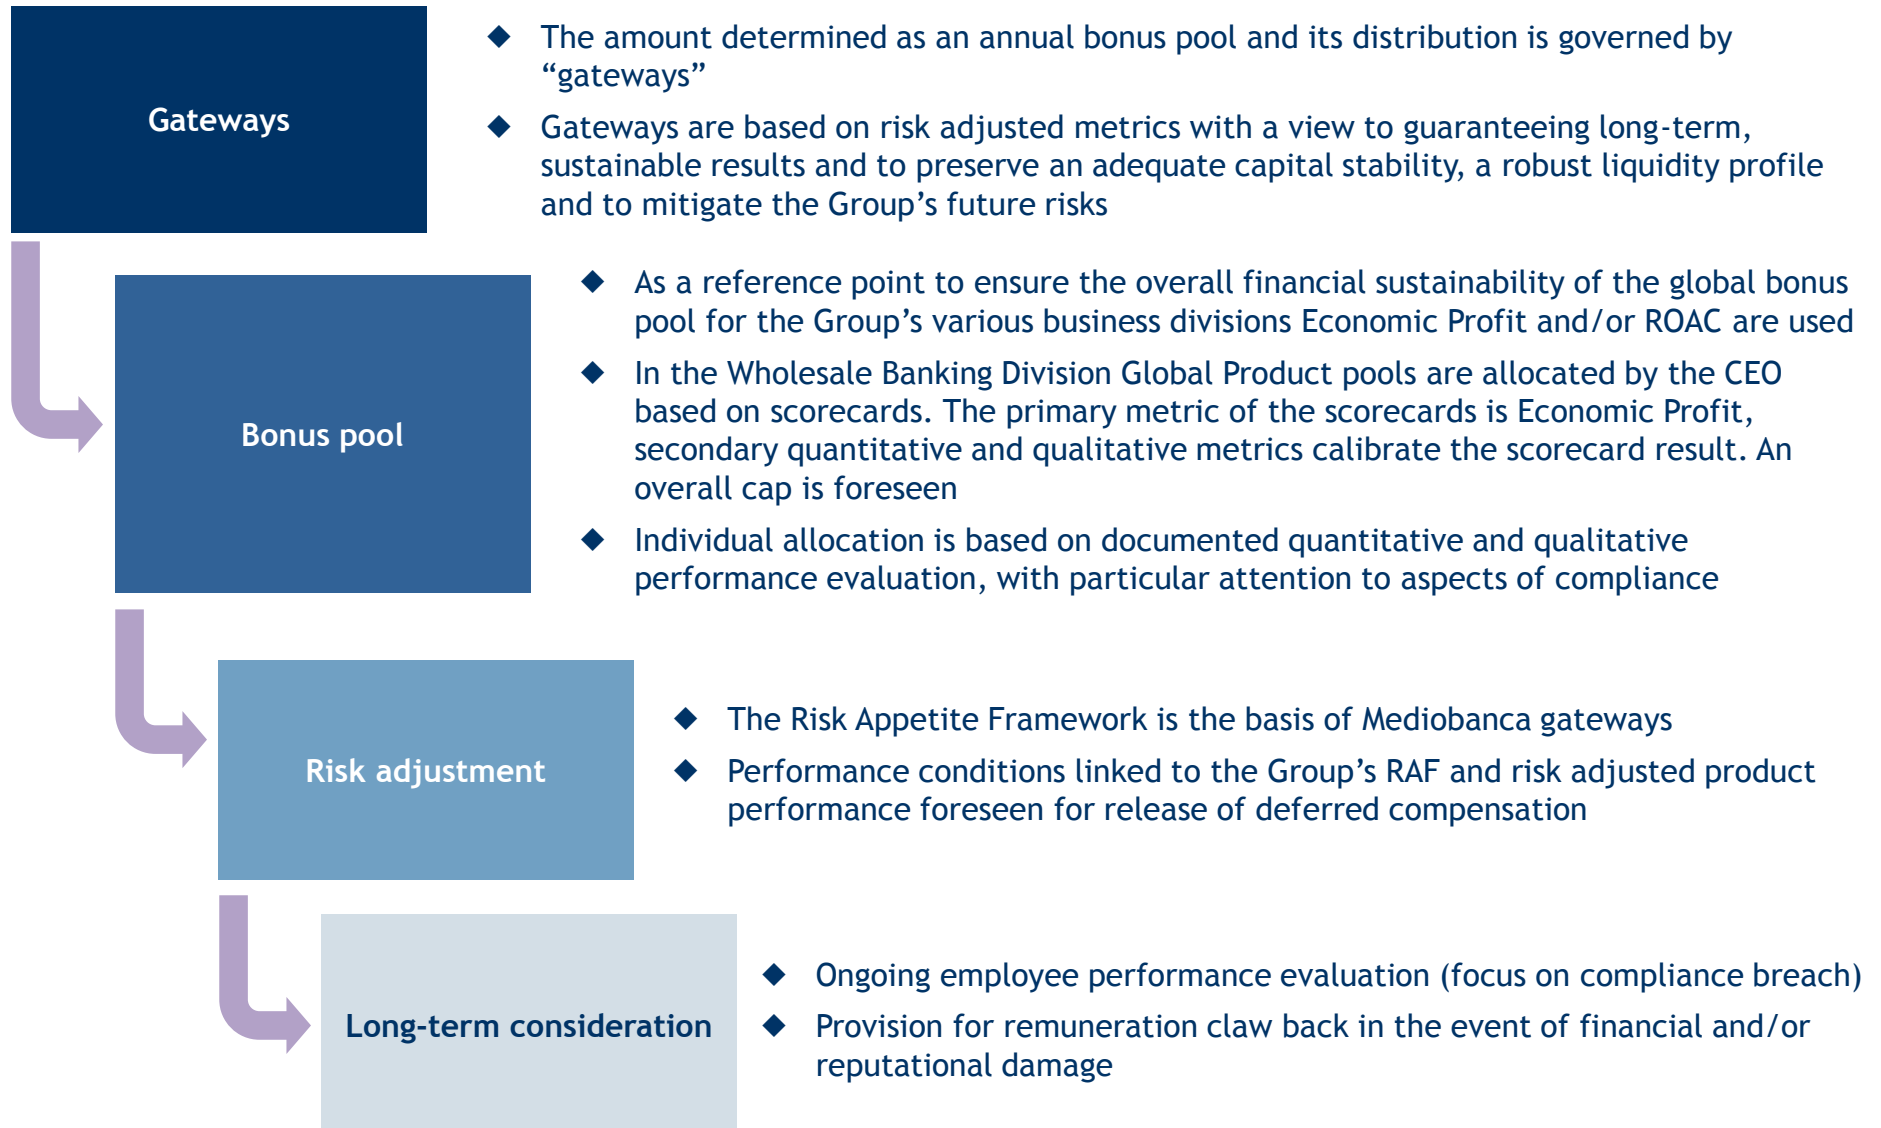 Gateways
◆ The amount determined as an annual bonus pool and its distribution is governed by
“gateways”
◆ Gateways are based on risk adjusted metrics with a view to guaranteeing long-term,
sustainable results and to preserve an adequate capital stability, a robust liquidity profile
and to mitigate the Group’s future risks
Bonus pool
◆ As a reference point to ensure the overall financial sustainability of the global bonus
pool for the Group’s various business divisions Economic Profit and/or ROAC are used
◆ In the Wholesale Banking Division Global Product pools are allocated by the CEO
based on scorecards. The primary metric of the scorecards is Economic Profit,
secondary quantitative and qualitative metrics calibrate the scorecard result. An
overall cap is foreseen
◆ Individual allocation is based on documented quantitative and qualitative
performance evaluation, with particular attention to aspects of compliance
Risk adjustment
◆ The Risk Appetite Framework is the basis of Mediobanca gateways
◆ Performance conditions linked to the Group’s RAF and risk adjusted product
performance foreseen for release of deferred compensation
Long-term consideration
◆ Ongoing employee performance evaluation (focus on compliance breach)
◆ Provision for remuneration claw back in the event of financial and/or
reputational damage